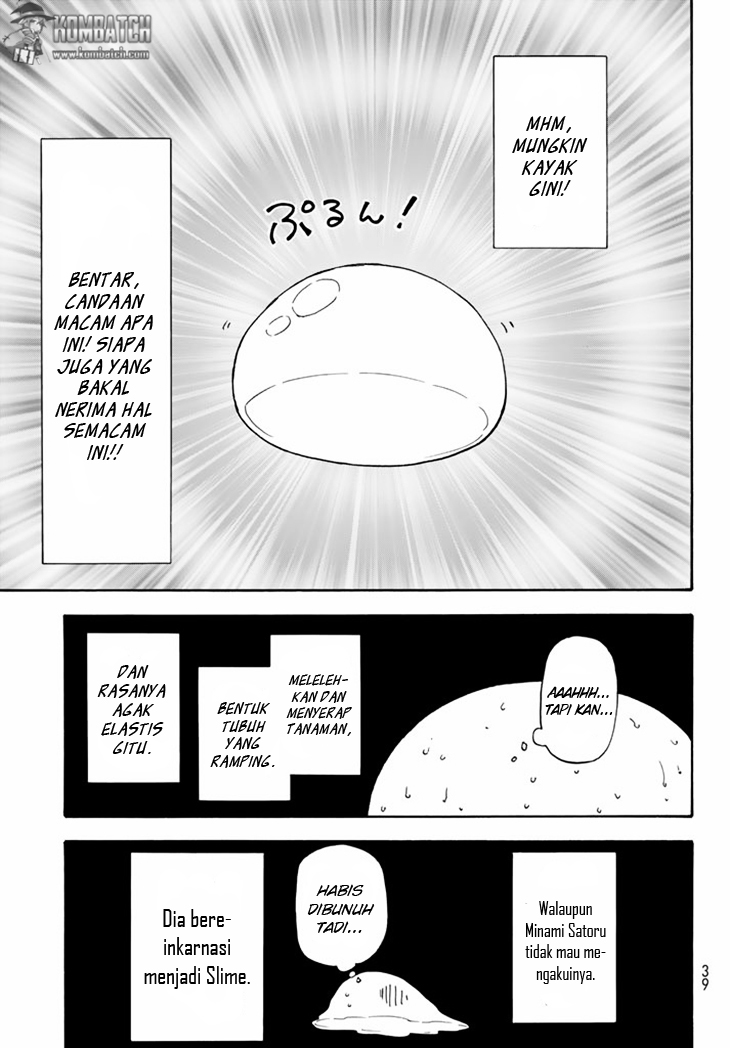 KOMBATCH
www.kombatch.com
MHM,
MUNGKIN
KAYAK
GINI!
ぷるん!
BENTAR,
CANDAAN
MACAM APA
INI! SIAPA
JUGA YANG
BAKAL
NERIMA HAL
SEMACAM
INI!!
AAAHHH...
TAPI KAN...
MELELEH-
KAN DAN
MENYERAP
TANAMAN,
BENTUK
TUBUH
YANG
RAMPING.
DAN
RASANYA
AGAK
ELASTIS
GITU.
Walaupun
Minami Satoru
tidak mau me-
ngakuinya.
HABIS
DIBUNUH
TADI...
Dia bere-
inkarnasi
menjadi Slime.
39